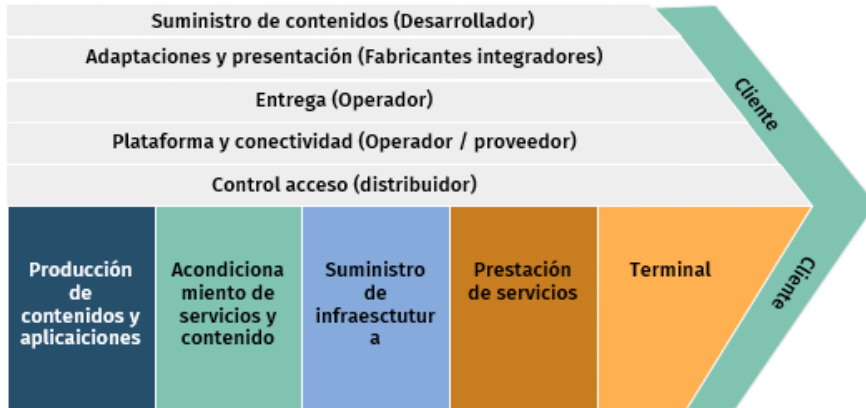 Suministro de contenidos (Desarrollador)
Adaptaciones y presentación (Fabricantes integradores)
Entrega (Operador)
Plataforma y conectividad (Operador / proveedor)
Control acceso (distribuidor)
Cliente
Producción
de
contenidos y
aplicaiciones
Acondiciona
miento de
servicios y
contenido
Suministro
de
infraesctutur
a
Prestación
de servicios
Terminal
Cliente